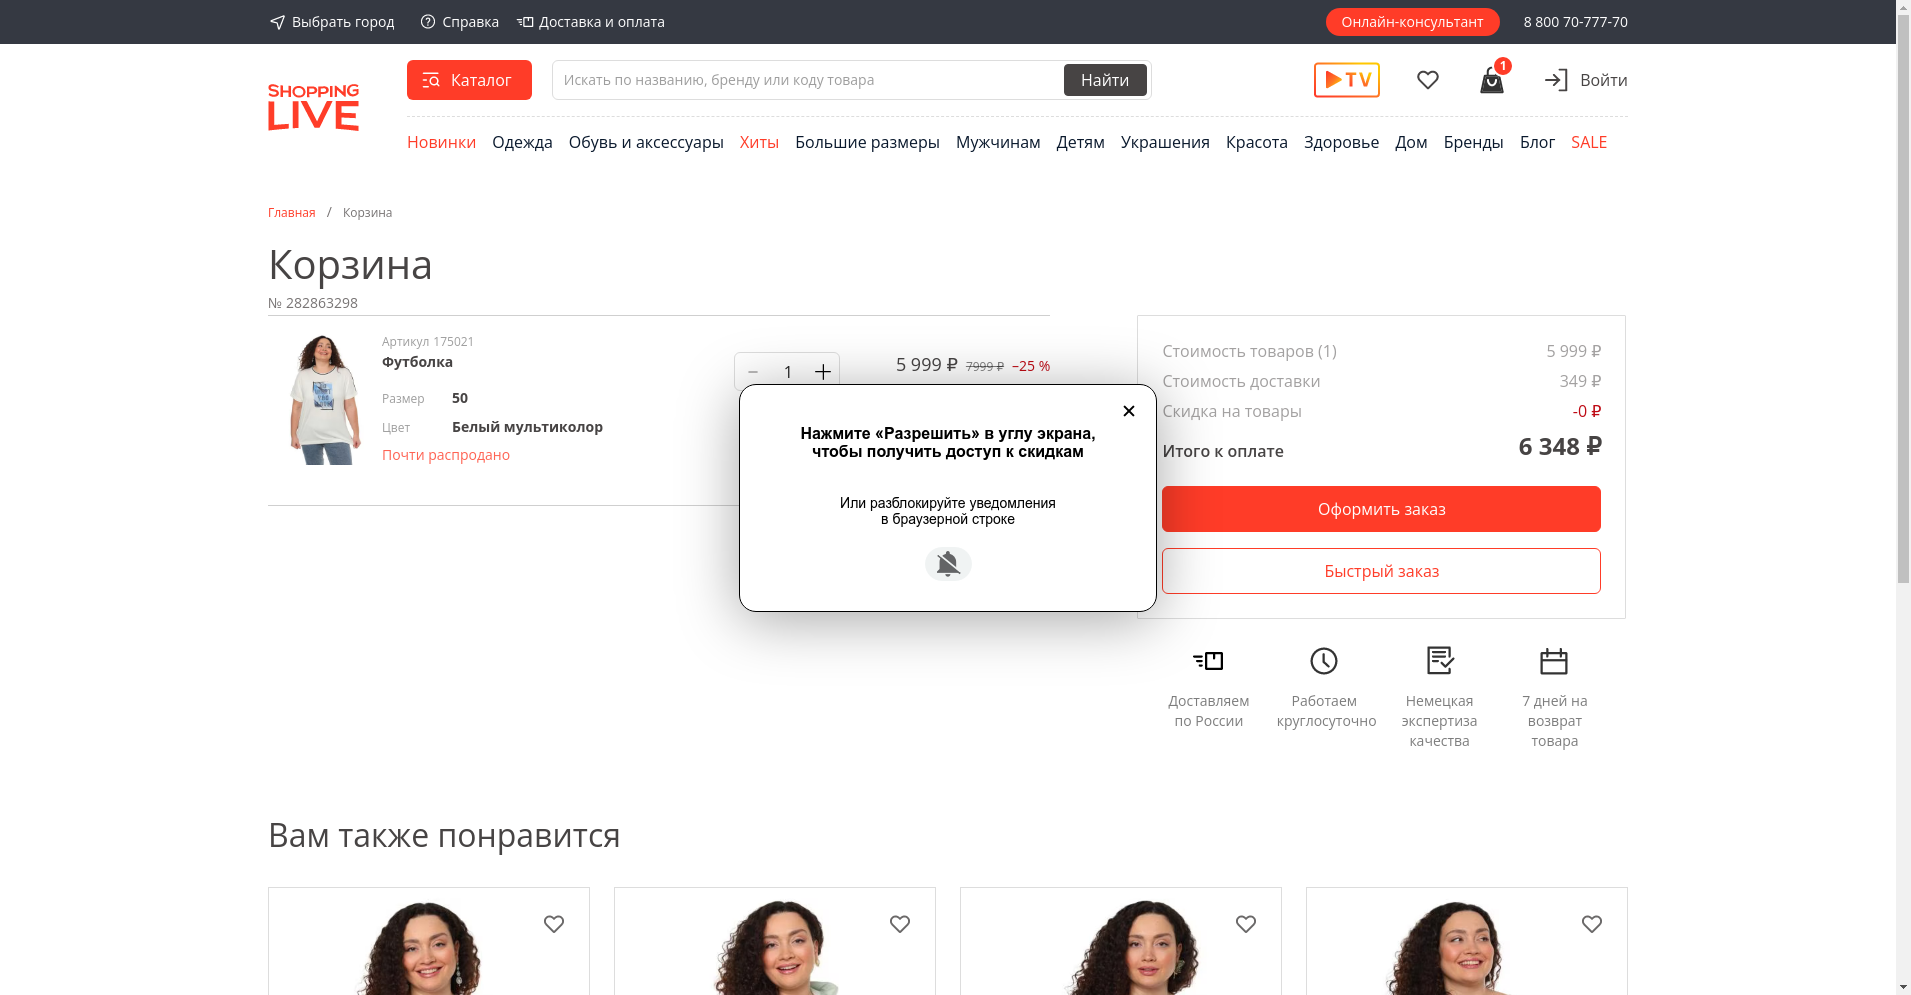 Выбрать город
Справка
Доставка и оплата
Онлайн-консультант
8 800 70-777-70
SHOPPING
LIVE
Каталог
Искать по названию, бренду или коду товара
Найти
TV
1
Войти
Новинки
Одежда
Обувь и аксессуары
Хиты
Большие размеры
Мужчинам
Детям
Украшения
Красота
Здоровье
Дом
Бренды
Блог
SALE
Главная / Корзина
Корзина
№ 282863298
Артикул 175021
Футболка
Размер 50
Цвет Белый мультиколор
Почти распродано
− 1 +
5 999 ₽ 7999 ₽ –25 %
Нажмите «Разрешить» в углу экрана,
чтобы получить доступ к скидкам
Или разблокируйте уведомления
в браузерной строке
Стоимость товаров (1) 5 999 ₽
Стоимость доставки 349 ₽
Скидка на товары -0 ₽
Итого к оплате 6 348 ₽
Оформить заказ
Быстрый заказ
Доставляем
по России
Работаем
круглосуточно
Немецкая
экспертиза
качества
7 дней на
возврат
товара
Вам также понравится